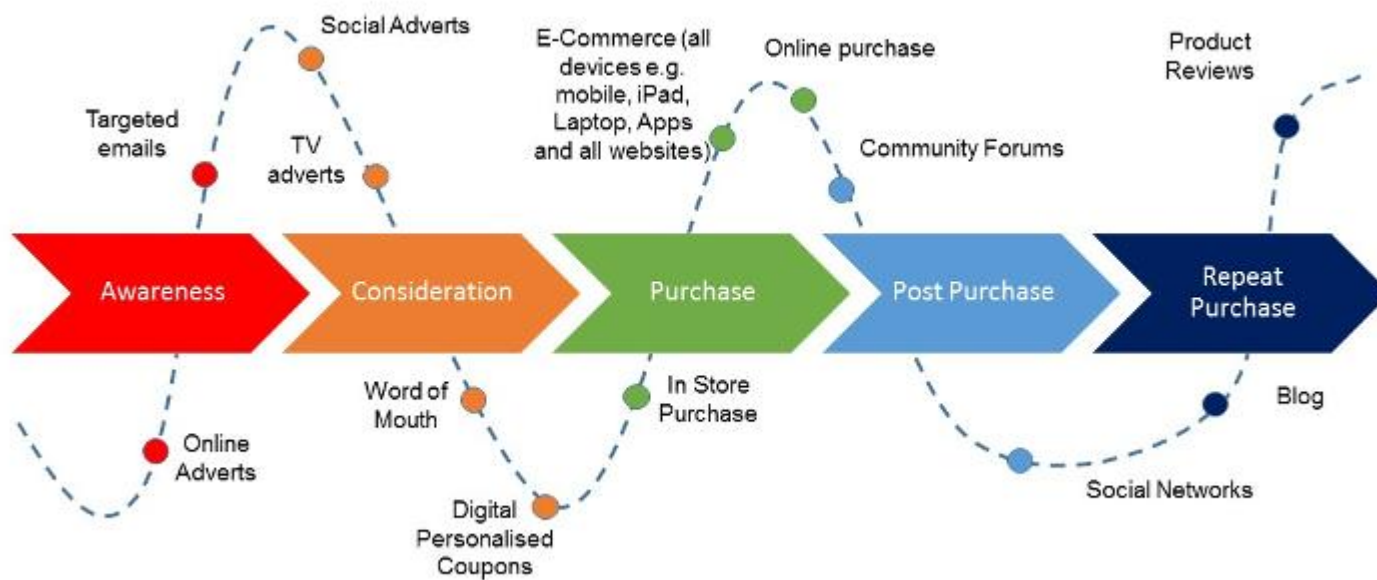 Social Adverts
E-Commerce (all
devices e.g.
mobile, iPad,
Laptop, Apps
and all websites)
Online purchase
Product
Reviews
Targeted
emails
TV
adverts
Community Forums
Awareness
Consideration
Purchase
Post Purchase
Repeat
Purchase
Word of
Mouth
In Store
Purchase
Blog
Online
Adverts
Social Networks
Digital
Personalised
Coupons